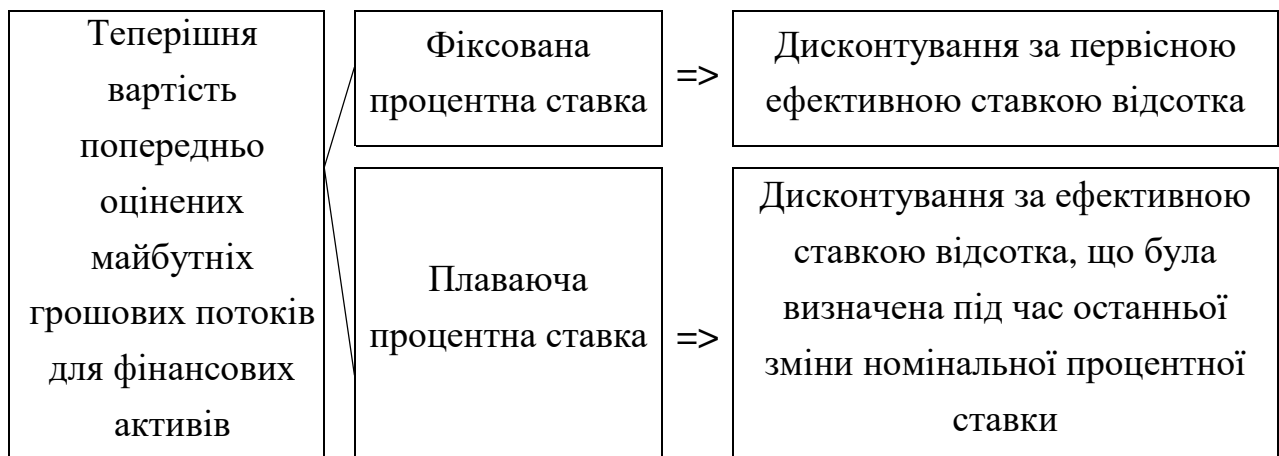 Теперішня
вартість
попередньо
оцінених
майбутніх
грошових потоків
для фінансових
активів
Фіксована
процентна ставка
=>
Дисконтування за первісною
ефективною ставкою відсотка
Плаваюча
процентна ставка
=>
Дисконтування за ефективною
ставкою відсотка, що була
визначена під час останньої
зміни номінальної процентної
ставки